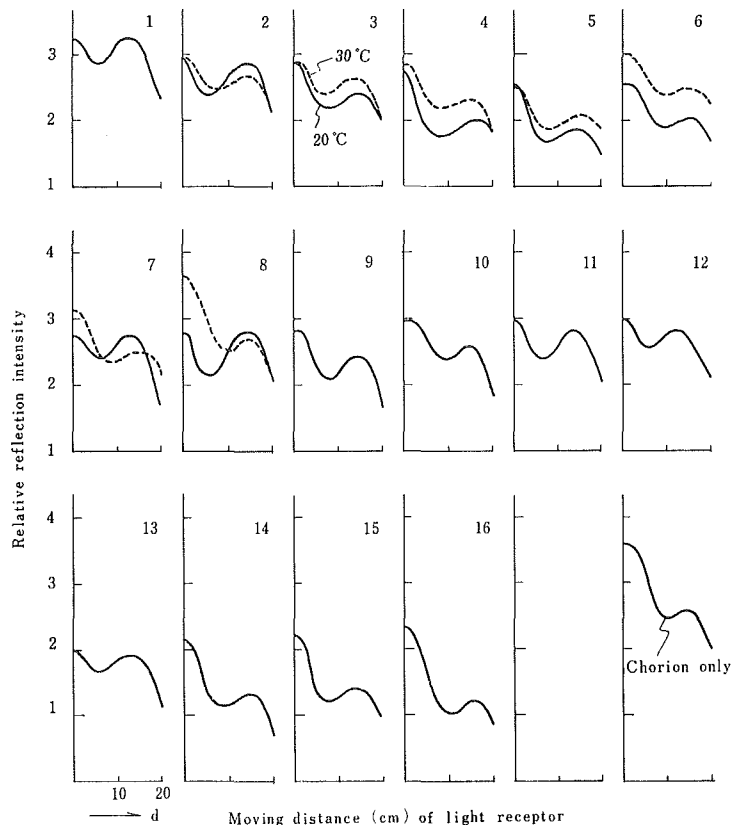 1 2 3 4 5 6
30℃
20℃
3
2
1
7 8 9 10 11 12
4
3
2
1
13 14 15 16
4
3
2
1
Chorion only
10 20
d
Relative reflection intensity
Moving distance (cm) of light receptor